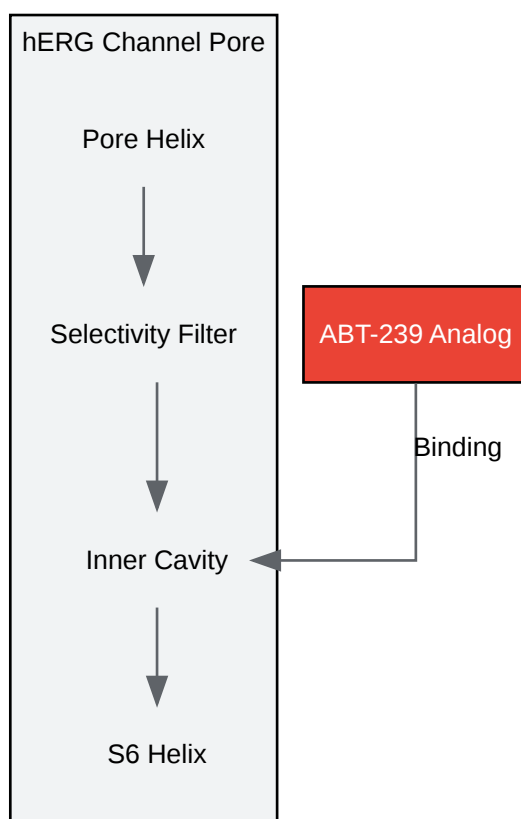 hERG Channel Pore
Pore Helix
Selectivity Filter
ABT-239 Analog
Binding
Inner Cavity
S6 Helix